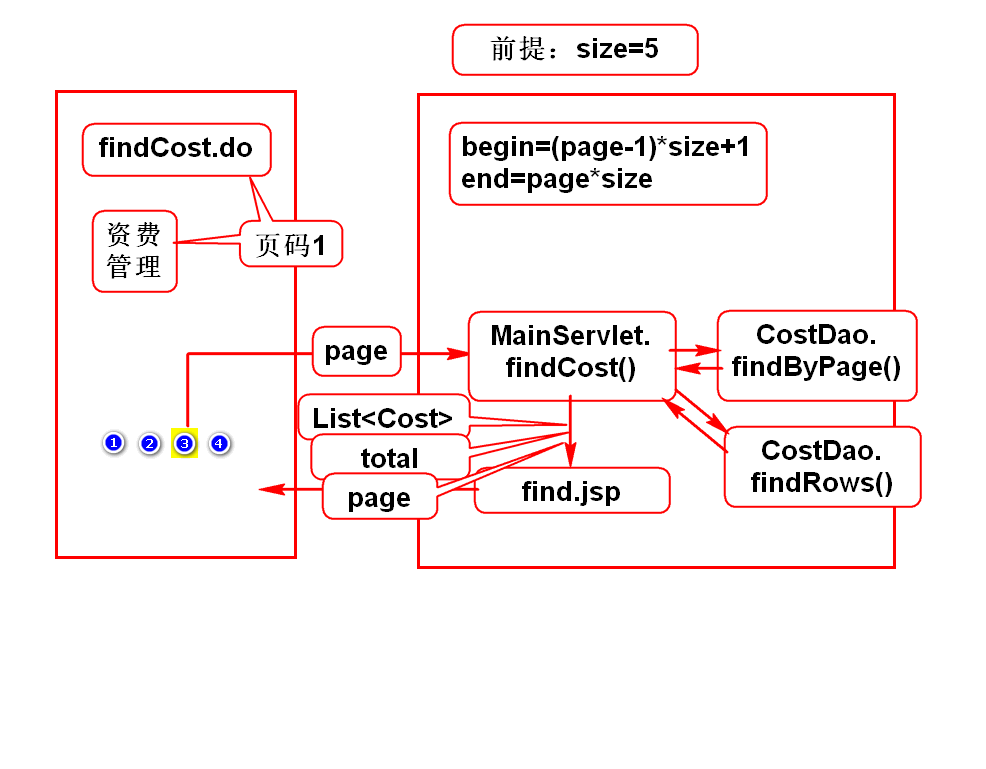 前提：size=5
findCost.do
资费
管理
页码1
begin=(page-1)*size+1
end=page*size
page
MainServlet.
findCost()
CostDao.
findByPage()
List<Cost>
total
page
find.jsp
CostDao.
findRows()
1 2 3 4